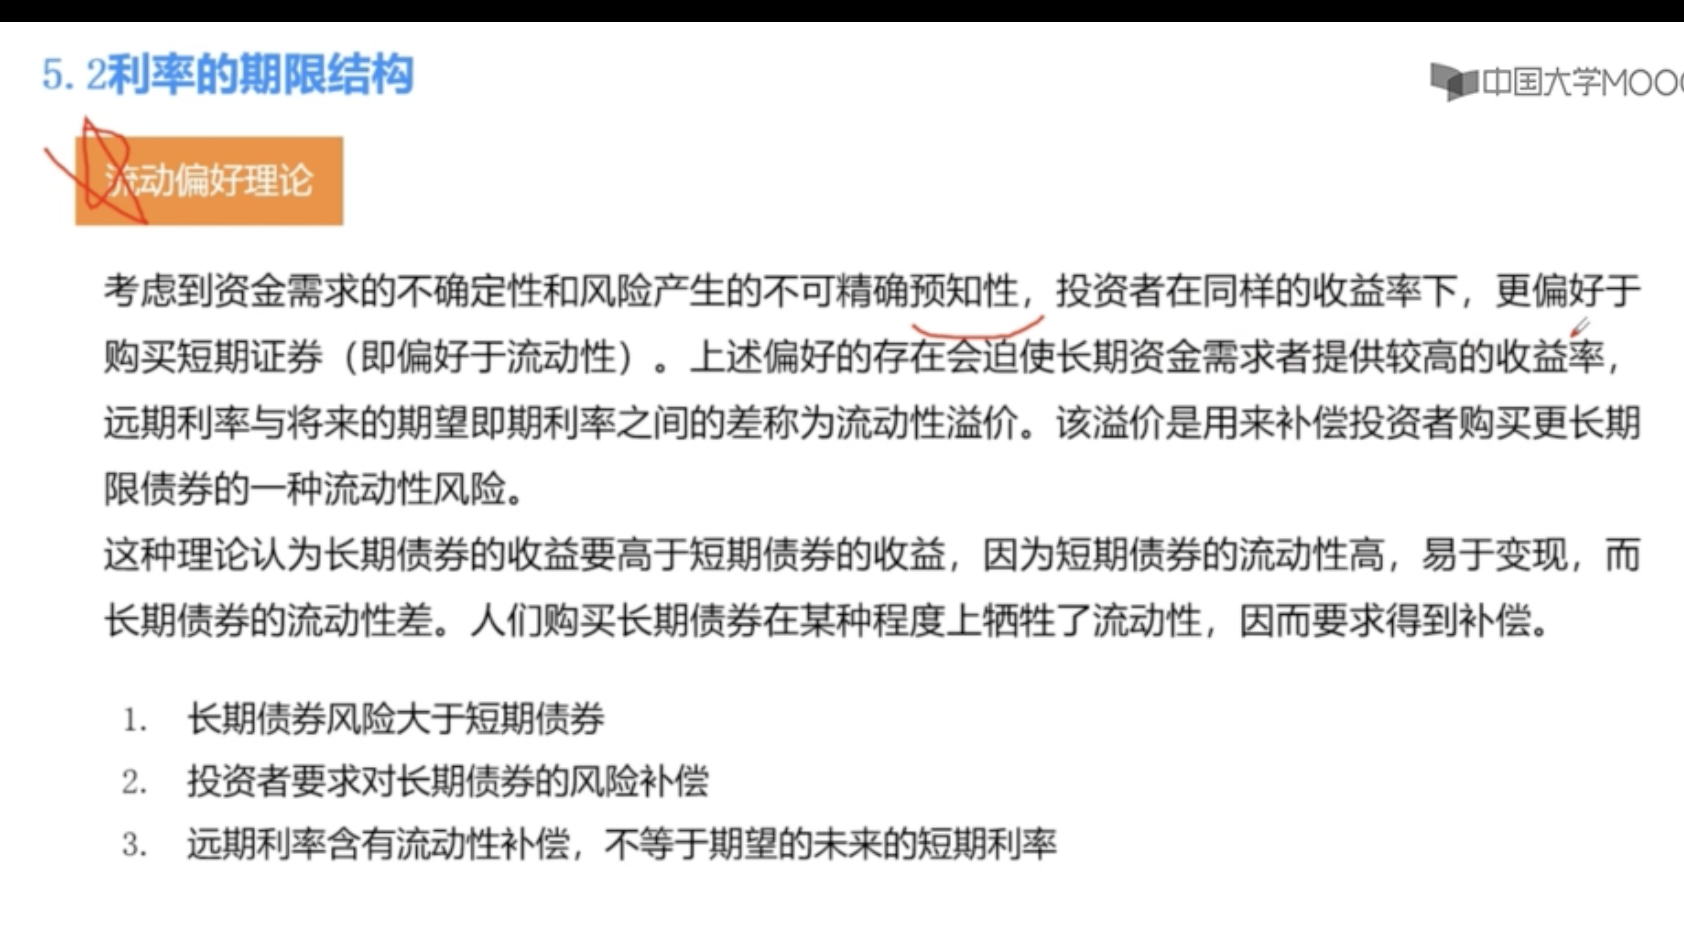 5.2利率的期限结构
中国大学MOO
流动偏好理论
考虑到资金需求的不确定性和风险产生的不可精确预知性，投资者在同样的收益率下，更偏好于
购买短期证券（即偏好于流动性）。上述偏好的存在会迫使长期资金需求者提供较高的收益率，
远期利率与将来的期望即期利率之间的差称为流动性溢价。该溢价是用来补偿投资者购买更长期
限债券的一种流动性风险。
这种理论认为长期债券的收益要高于短期债券的收益，因为短期债券的流动性高，易于变现，而
长期债券的流动性差。人们购买长期债券在某种程度上牺牲了流动性，因而要求得到补偿。
1. 长期债券风险大于短期债券
2. 投资者要求对长期债券的风险补偿
3. 远期利率含有流动性补偿，不等于期望的未来的短期利率